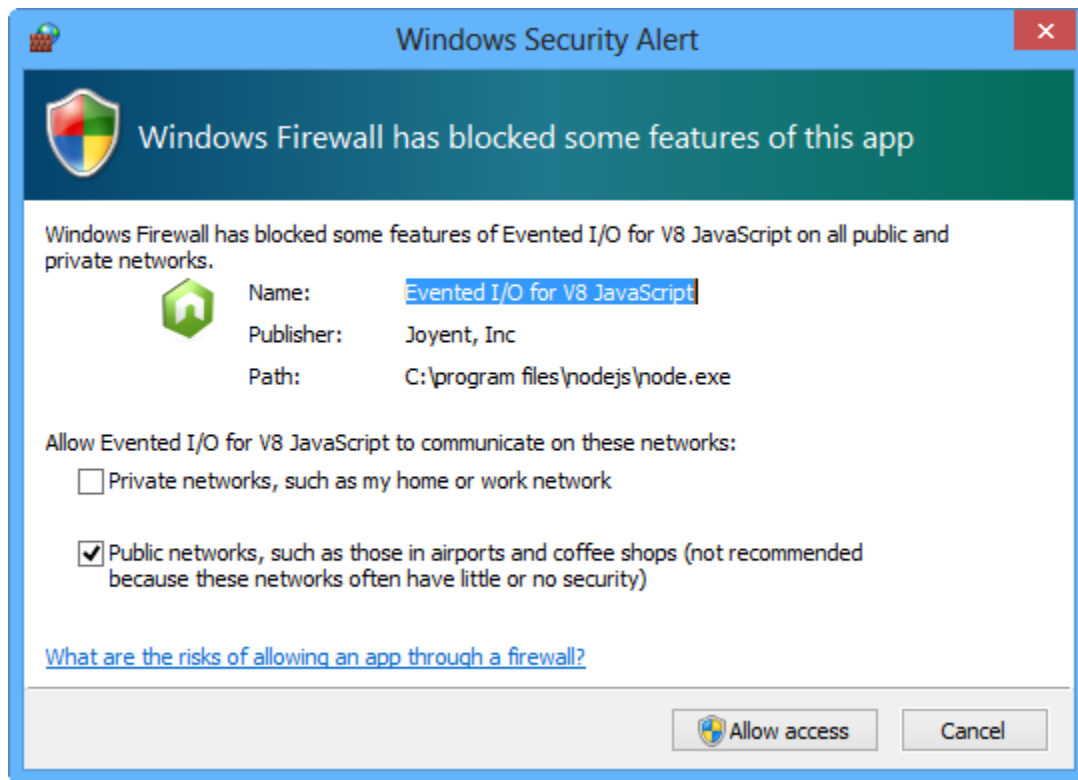 Windows Security Alert
Windows Firewall has blocked some features of this app
Windows Firewall has blocked some features of Evented I/O for V8 JavaScript on all public and
private networks.
Name: Evented I/O for V8 JavaScript
Publisher: Joyent, Inc
Path: C:\program files\nodejs\node.exe
Allow Evented I/O for V8 JavaScript to communicate on these networks:
Private networks, such as my home or work network
Public networks, such as those in airports and coffee shops (not recommended
because these networks often have little or no security)
What are the risks of allowing an app through a firewall?
Allow access Cancel